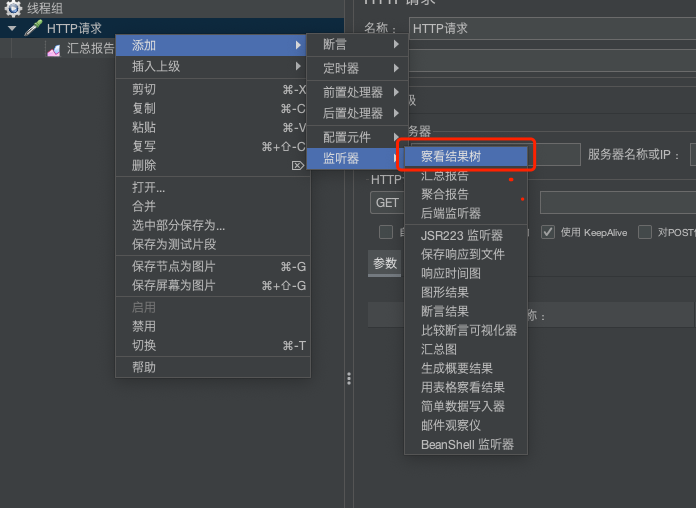 线程组
HTTP请求
汇总报告
添加
插入上级
剪切 ⌘-X
复制 ⌘-C
粘贴 ⌘-V
复写 ⌘+⇧-C
删除 ⌦
打开...
合并
选中部分保存为...
保存为测试片段
保存节点为图片 ⌘-G
保存屏幕为图片 ⌘+⇧-G
启用
禁用
切换 ⌘-T
帮助
断言
定时器
前置处理器
后置处理器
配置元件
监听器
察看结果树
汇总报告
聚合报告
后端监听器
JSR223 监听器
保存响应到文件
响应时间图
图形结果
断言结果
比较断言可视化器
汇总图
生成概要结果
用表格察看结果
简单数据写入器
邮件观察仪
BeanShell 监听器
HTTP请求
名称： HTTP请求
级
务器
服务器名称或IP：
HTTP
GET
使用 KeepAlive
对POST
参数
称：